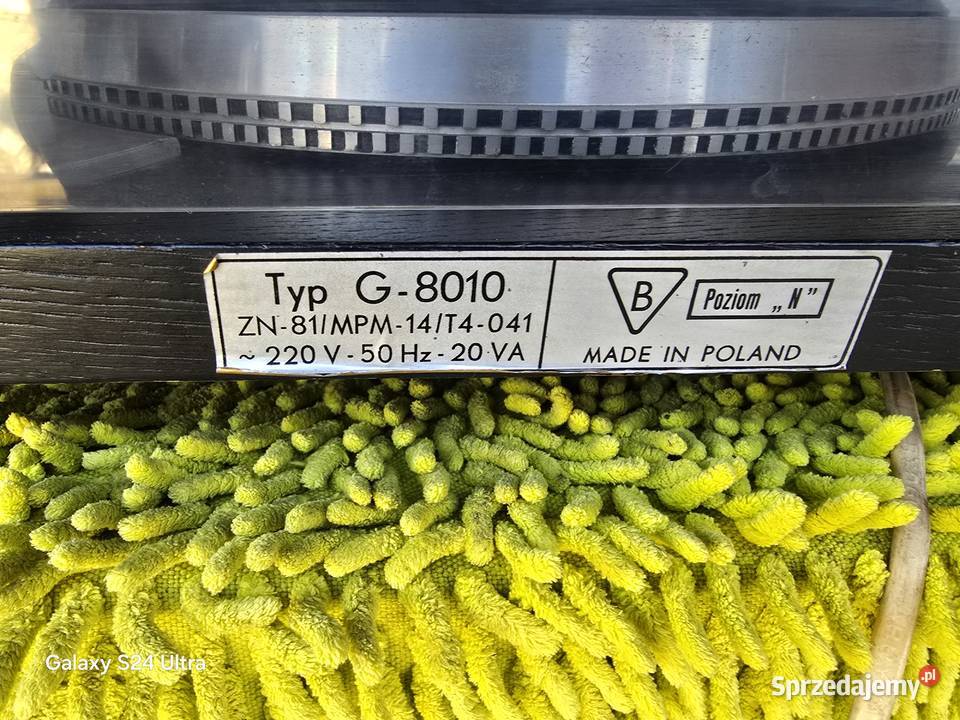 Typ G-8010
ZN-81/MPM-14/T4-041
~ 220 V - 50 Hz - 20 VA
B
Poziom „N”
MADE IN POLAND
Galaxy S24 Ultra
Sprzedajemy.pl